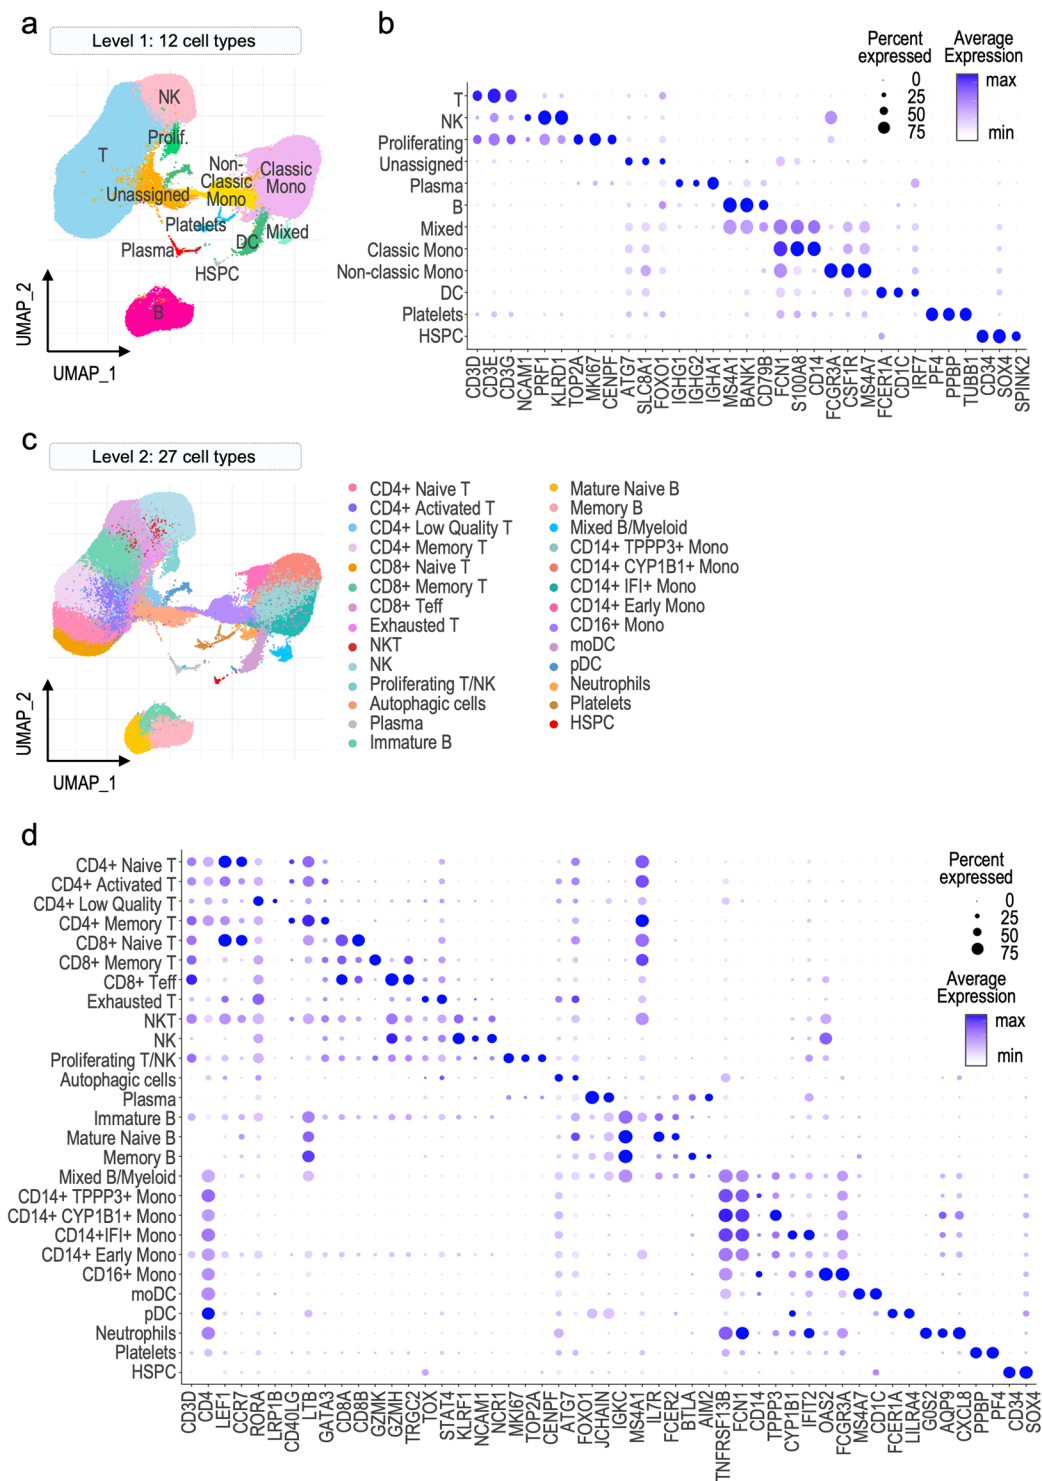 a
Level 1: 12 cell types
NK
Prolif.
T
Non-
Classic
Mono
Classic
Mono
Unassigned
Platelets
Mixed
DC
Plasma
HSPC
B
UMAP_2
UMAP_1
b
Percent
expressed
0
25
50
75
Average
Expression
max
min
T
NK
Proliferating
Unassigned
Plasma
B
Mixed
Classic Mono
Non-classic Mono
DC
Platelets
HSPC
CD3D
CD3E
CD3G
NCAM1
PRF1
KLRD1
TOP2A
MKI67
CENPF
ATG7
SLC8A1
FOXO1
IGHG1
IGHG2
IGHA1
MS4A1
BANK1
CD79B
FCN1
S100A8
CD14
FCGR3A
CSF1R
MS4A7
FCER1A
CD1C
IRF7
PF4
PPBP
TUBB1
CD34
SOX4
SPINK2
c
Level 2: 27 cell types
UMAP_2
UMAP_1
CD4+ Naive T
CD4+ Activated T
CD4+ Low Quality T
CD4+ Memory T
CD8+ Naive T
CD8+ Memory T
CD8+ Teff
Exhausted T
NKT
NK
Proliferating T/NK
Autophagic cells
Plasma
Immature B
Mature Naive B
Memory B
Mixed B/Myeloid
CD14+ TPPP3+ Mono
CD14+ CYP1B1+ Mono
CD14+ IFI+ Mono
CD14+ Early Mono
CD16+ Mono
moDC
pDC
Neutrophils
Platelets
HSPC
d
Percent
expressed
0
25
50
75
Average
Expression
max
min
CD4+ Naive T
CD4+ Activated T
CD4+ Low Quality T
CD4+ Memory T
CD8+ Naive T
CD8+ Memory T
CD8+ Teff
Exhausted T
NKT
NK
Proliferating T/NK
Autophagic cells
Plasma
Immature B
Mature Naive B
Memory B
Mixed B/Myeloid
CD14+ TPPP3+ Mono
CD14+ CYP1B1+ Mono
CD14+IFI+ Mono
CD14+ Early Mono
CD16+ Mono
moDC
pDC
Neutrophils
Platelets
HSPC
CD3D
CD4
LEF1
CCR7
RORA
LRP1B
CD40LG
LTB
GATA3
CD8A
CD8B
GZMK
GZMH
TRGC2
TOX
STAT4
KLRF1
NCAM1
NCR1
MKI67
TOP2A
CENPF
ATG7
FOXO1
JCHAIN
IGKC
MS4A1
IL7R
FCER2
BTLA
AIM2
TNFRSF13B
FCN1
CD14
TPPP3
CYP1B1
IFIT2
OAS2
FCGR3A
MS4A7
CD1C
FCER1A
LILRA4
G0S2
AQP9
CXCL8
PPBP
PF4
CD34
SOX4